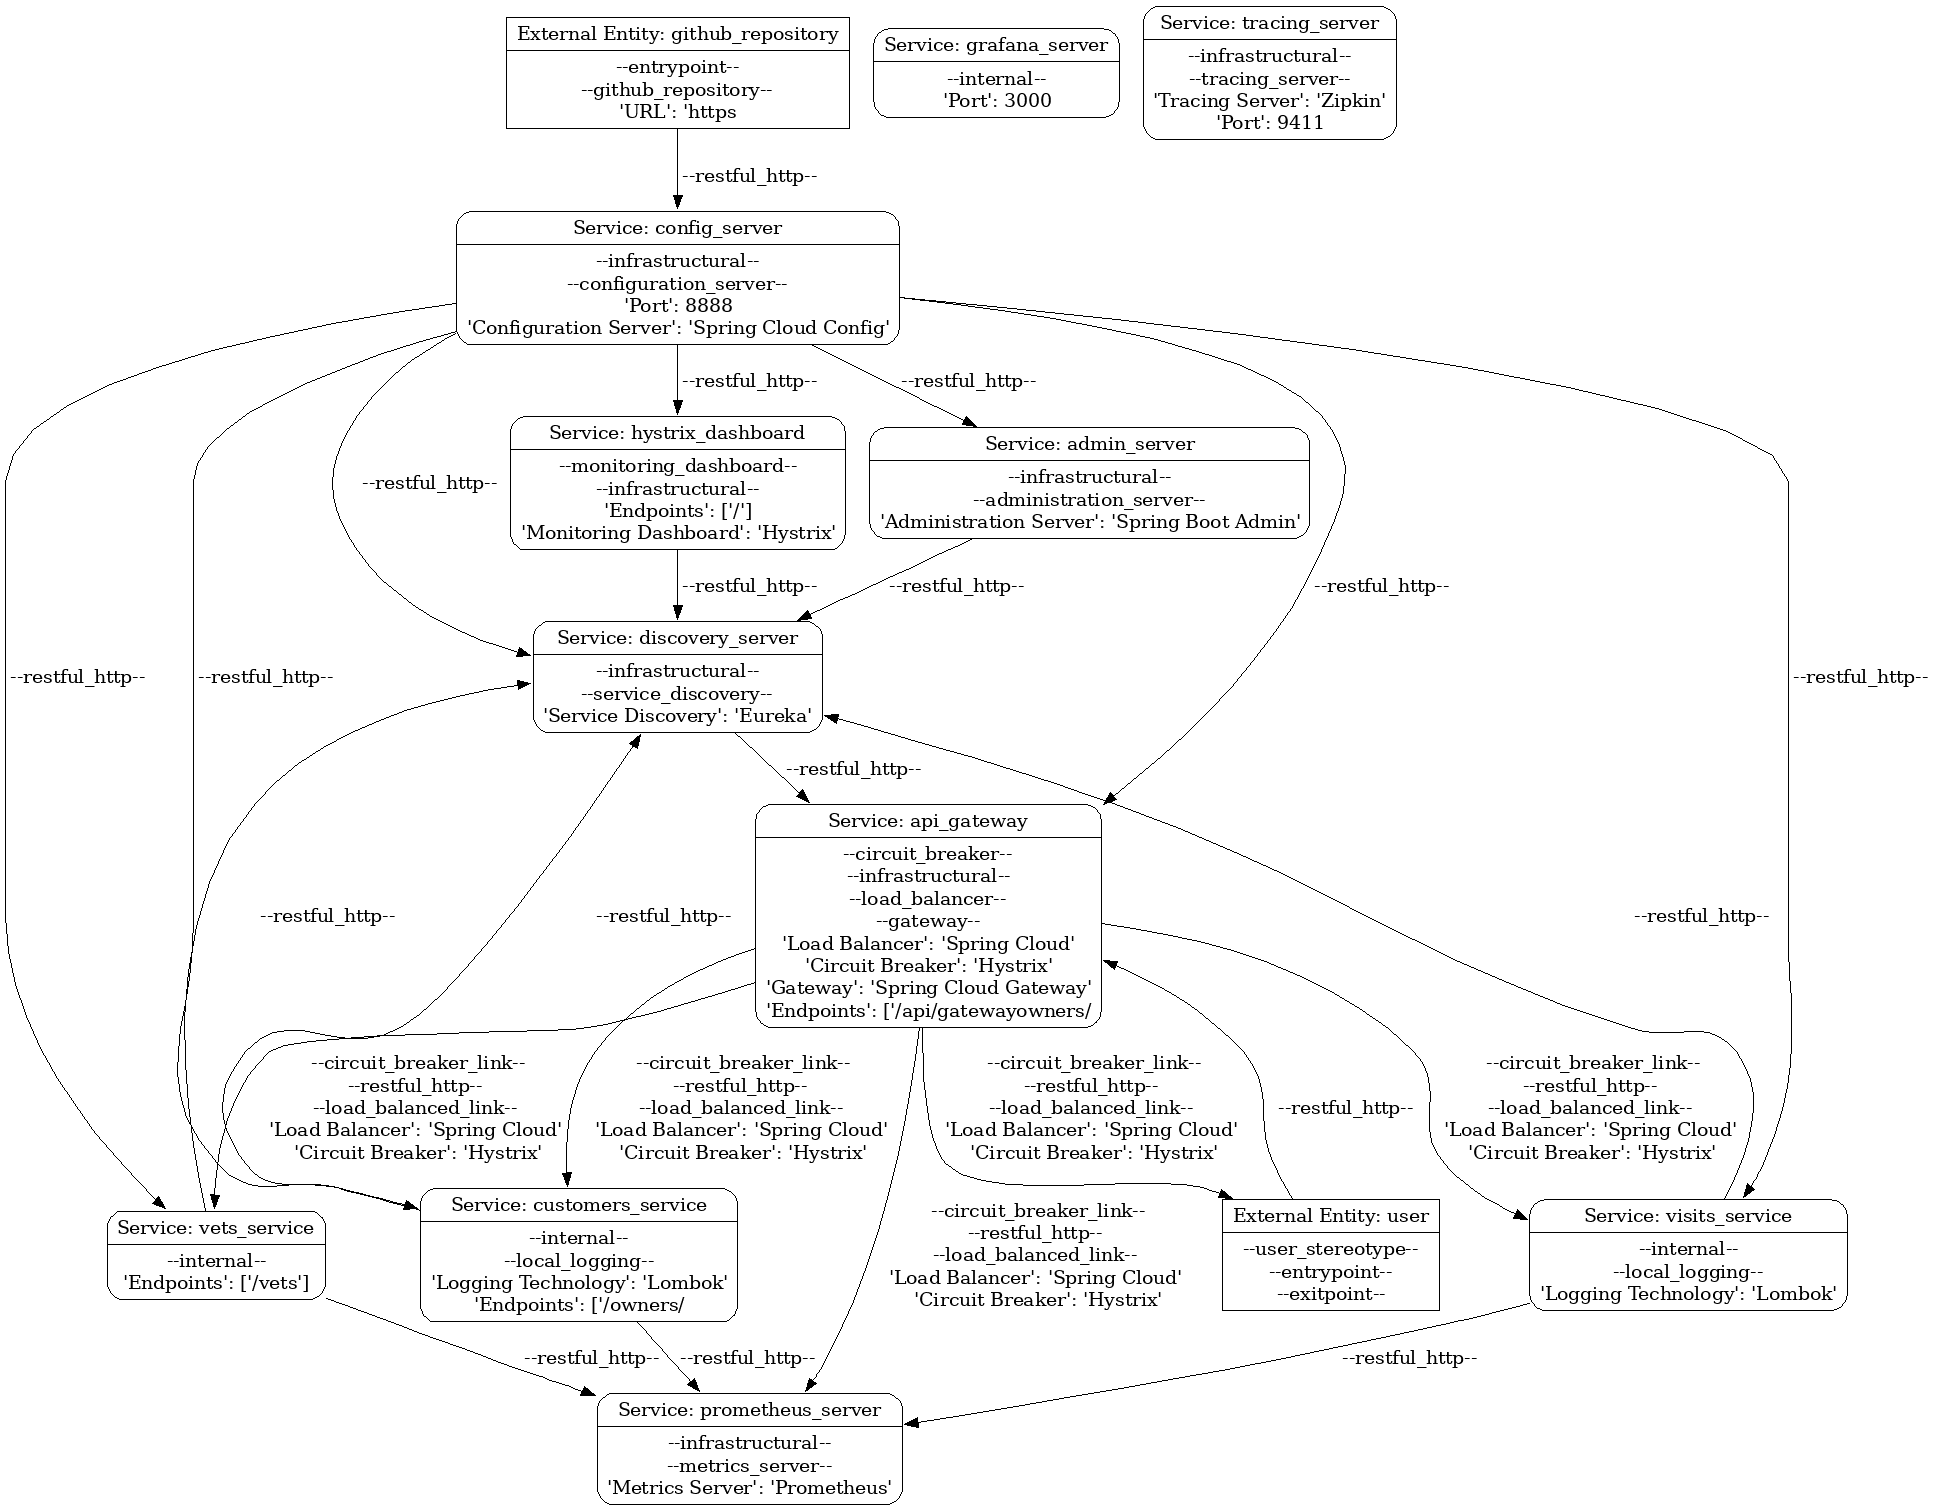 External Entity: github_repository
--entrypoint--
--github_repository--
'URL': 'https
Service: grafana_server
--internal--
'Port': 3000
Service: tracing_server
--infrastructural--
--tracing_server--
'Tracing Server': 'Zipkin'
'Port': 9411
--restful_http--
Service: config_server
--infrastructural--
--configuration_server--
'Port': 8888
'Configuration Server': 'Spring Cloud Config'
--restful_http--
--restful_http--
Service: hystrix_dashboard
--monitoring_dashboard--
--infrastructural--
'Endpoints': ['/']
'Monitoring Dashboard': 'Hystrix'
Service: admin_server
--infrastructural--
--administration_server--
'Administration Server': 'Spring Boot Admin'
--restful_http--
--restful_http--
--restful_http--
--restful_http--
Service: discovery_server
--infrastructural--
--service_discovery--
'Service Discovery': 'Eureka'
--restful_http--
--restful_http--
--restful_http--
--restful_http--
Service: api_gateway
--circuit_breaker--
--infrastructural--
--load_balancer--
--gateway--
'Load Balancer': 'Spring Cloud'
'Circuit Breaker': 'Hystrix'
'Gateway': 'Spring Cloud Gateway'
'Endpoints': ['/api/gatewayowners/
--restful_http--
--restful_http--
--restful_http--
--circuit_breaker_link--
--restful_http--
--load_balanced_link--
'Load Balancer': 'Spring Cloud'
'Circuit Breaker': 'Hystrix'
--circuit_breaker_link--
--restful_http--
--load_balanced_link--
'Load Balancer': 'Spring Cloud'
'Circuit Breaker': 'Hystrix'
--circuit_breaker_link--
--restful_http--
--load_balanced_link--
'Load Balancer': 'Spring Cloud'
'Circuit Breaker': 'Hystrix'
--restful_http--
--circuit_breaker_link--
--restful_http--
--load_balanced_link--
'Load Balancer': 'Spring Cloud'
'Circuit Breaker': 'Hystrix'
Service: vets_service
--internal--
'Endpoints': ['/vets']
Service: customers_service
--internal--
--local_logging--
'Logging Technology': 'Lombok'
'Endpoints': ['/owners/
--circuit_breaker_link--
--restful_http--
--load_balanced_link--
'Load Balancer': 'Spring Cloud'
'Circuit Breaker': 'Hystrix'
External Entity: user
--user_stereotype--
--entrypoint--
--exitpoint--
Service: visits_service
--internal--
--local_logging--
'Logging Technology': 'Lombok'
--restful_http--
--restful_http--
--restful_http--
Service: prometheus_server
--infrastructural--
--metrics_server--
'Metrics Server': 'Prometheus'